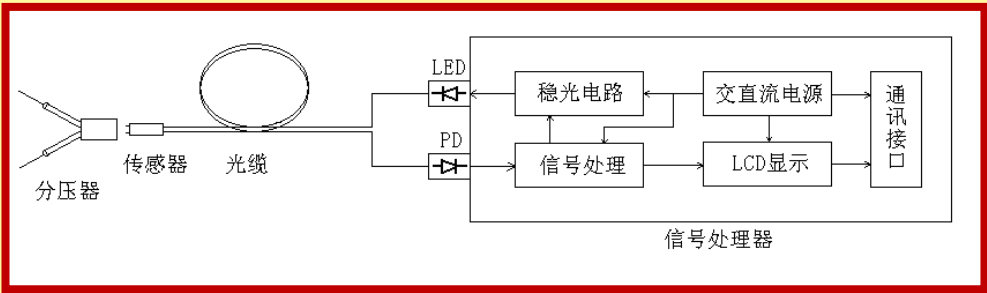 LED
稳光电路
交直流电源
通讯接口
PD
信号处理
LCD显示
传感器
光缆
分压器
信号处理器